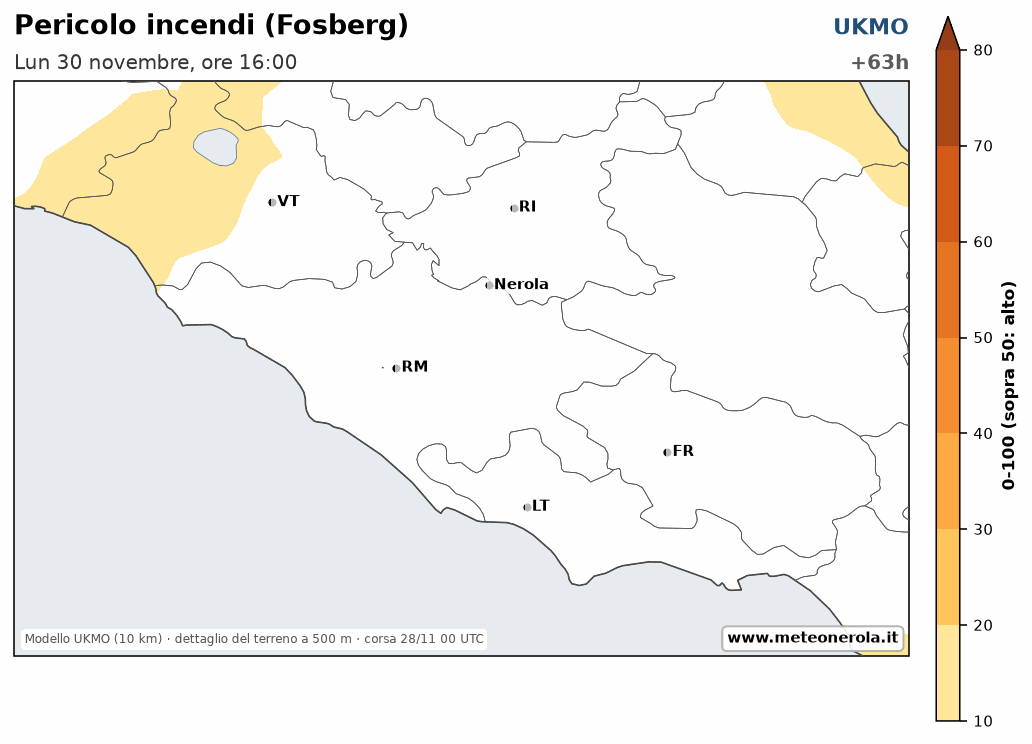 Pericolo incendi (Fosberg)
UKMO
Lun 30 novembre, ore 16:00
+63h
VT
RI
Nerola
RM
FR
LT
Modello UKMO (10 km) · dettaglio del terreno a 500 m · corsa 28/11 00 UTC
www.meteonerola.it
80
70
60
50
40
30
20
10
0-100 (sopra 50: alto)